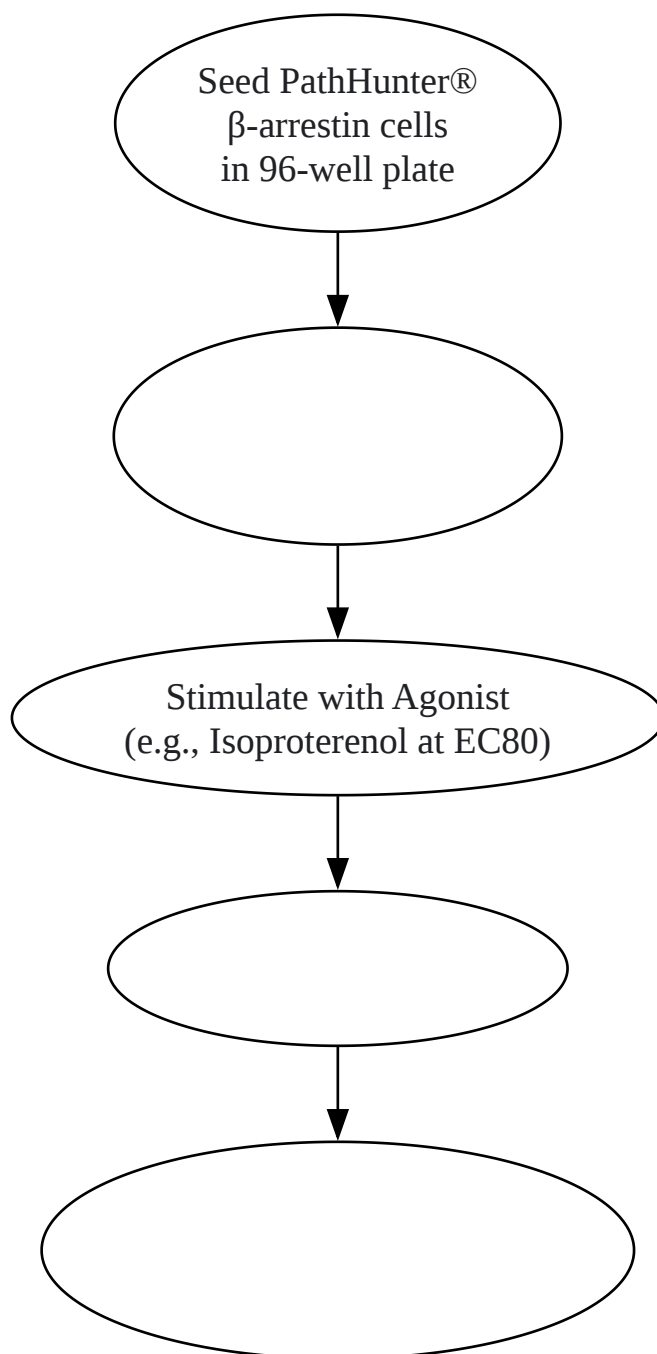 Seed PathHunter®
β-arrestin cells
in 96-well plate
Stimulate with Agonist
(e.g., Isoproterenol at EC80)